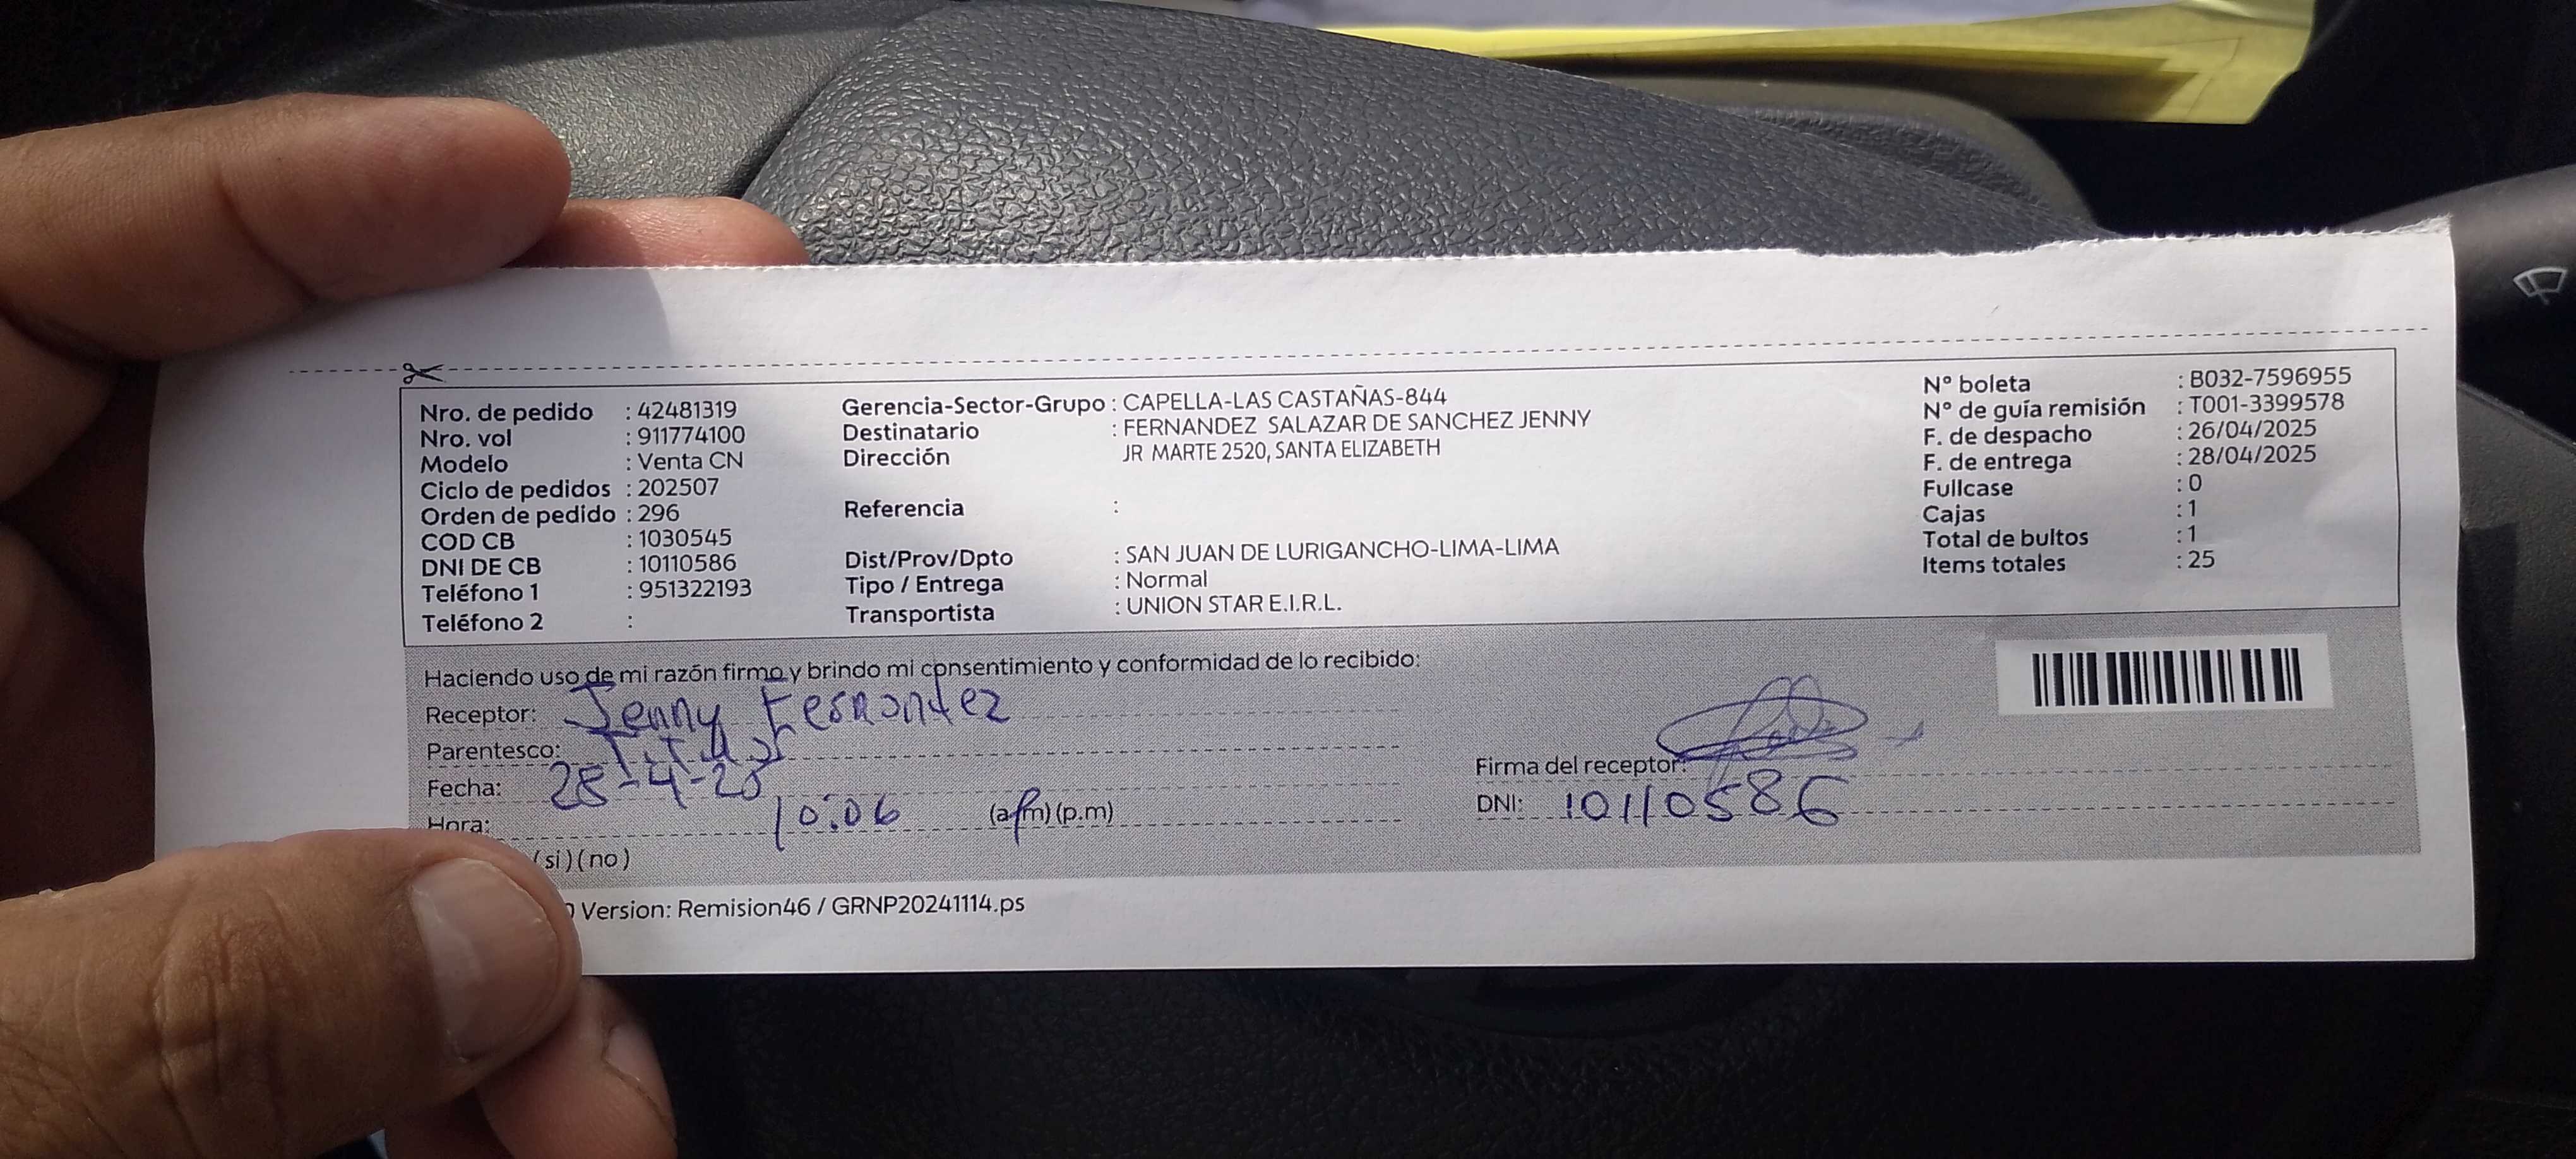 Nro. de pedido : 42481319
Nro. vol : 911774100
Modelo : Venta CN
Ciclo de pedidos : 202507
Orden de pedido : 296
COD CB : 1030545
DNI DE CB : 10110586
Teléfono 1 : 951322193
Teléfono 2 :
Gerencia-Sector-Grupo : CAPELLA-LAS CASTAÑAS-844
Destinatario : FERNANDEZ SALAZAR DE SANCHEZ JENNY
Dirección JR MARTE 2520, SANTA ELIZABETH
Referencia :
Dist/Prov/Dpto : SAN JUAN DE LURIGANCHO-LIMA-LIMA
Tipo / Entrega : Normal
Transportista : UNION STAR E.I.R.L.
N° boleta : B032-7596955
N° de guía remisión : T001-3399578
F. de despacho : 26/04/2025
F. de entrega : 28/04/2025
Fullcase : 0
Cajas : 1
Total de bultos : 1
Items totales : 25
Haciendo uso de mi razón firmo y brindo mi consentimiento y conformidad de lo recibido:
Receptor: Jenny Fernandez
Parentesco: Titular
Fecha: 28-4-25
Hora: 10:06 (a.m) (p.m)
(si) (no)
Firma del receptor:
DNI: 10110586
Version: Remision46 / GRNP20241114.ps